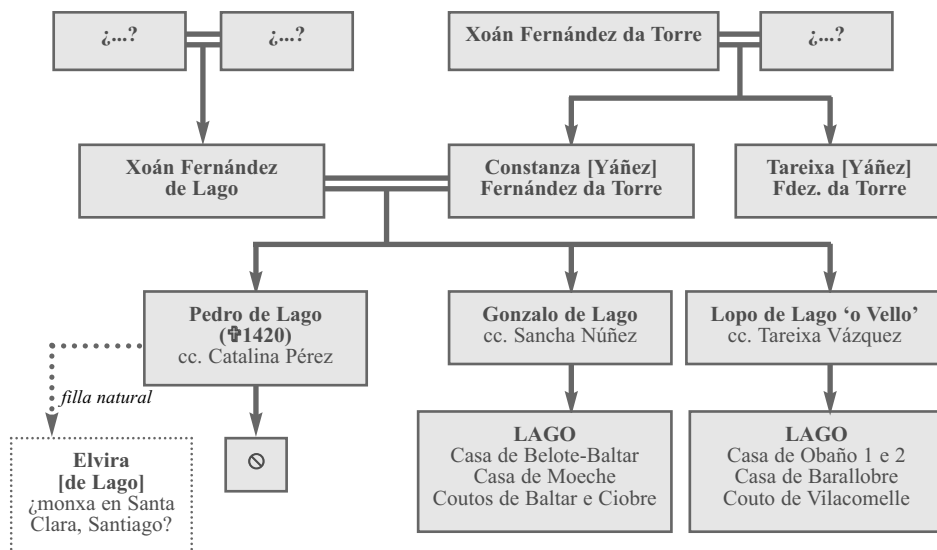 ¿...?
¿...?
Xoán Fernández da Torre
¿...?
Xoán Fernández
de Lago
Constanza [Yáñez]
Fernández da Torre
Tareixa [Yáñez]
Fdez. da Torre
Pedro de Lago
(✞1420)
cc. Catalina Pérez
Gonzalo de Lago
cc. Sancha Núñez
Lopo de Lago ‘o Vello’
cc. Tareixa Vázquez
filla natural
Elvira
[de Lago]
¿monxa en Santa
Clara, Santiago?
LAGO
Casa de Belote-Baltar
Casa de Moeche
Coutos de Baltar e Ciobre
LAGO
Casa de Obaño 1 e 2
Casa de Barallobre
Couto de Vilacomelle